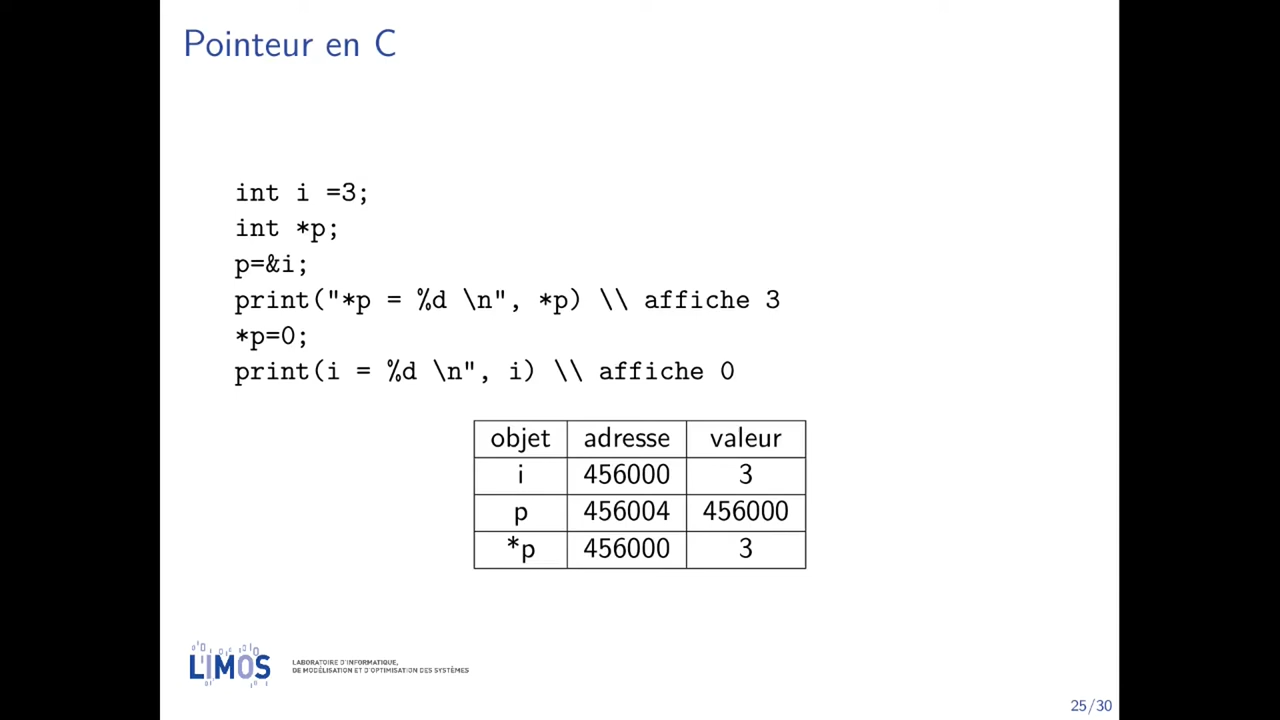 Pointeur en C
int i =3;
int *p;
p=&i;
print("*p = %d \n", *p) \\ affiche 3
*p=0;
print(i = %d \n", i) \\ affiche 0
objet adresse valeur
i 456000 3
p 456004 456000
*p 456000 3
LIMOS
LABORATOIRE D'INFORMATIQUE,
DE MODÉLISATION ET D'OPTIMISATION DES SYSTÈMES
25/30